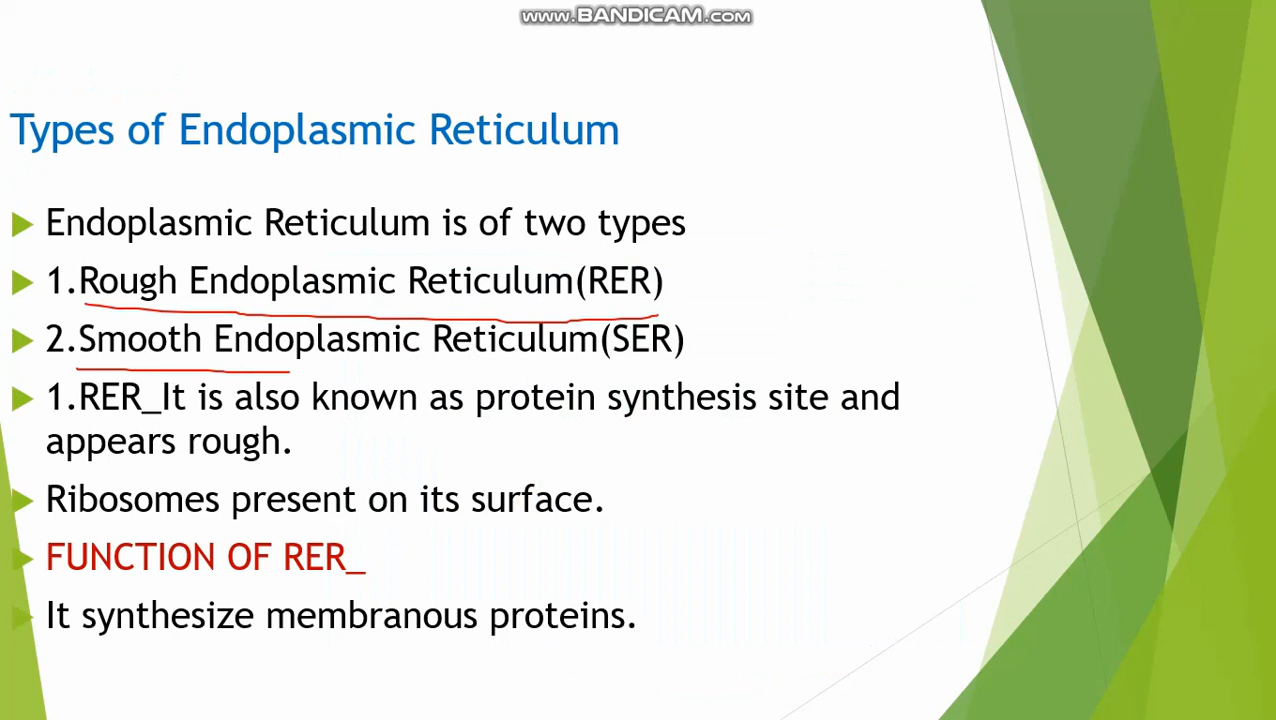 www.BANDICAM.com
Types of Endoplasmic Reticulum
Endoplasmic Reticulum is of two types
1.Rough Endoplasmic Reticulum(RER)
2.Smooth Endoplasmic Reticulum(SER)
1.RER_It is also known as protein synthesis site and
appears rough.
Ribosomes present on its surface.
FUNCTION OF RER_
It synthesize membranous proteins.